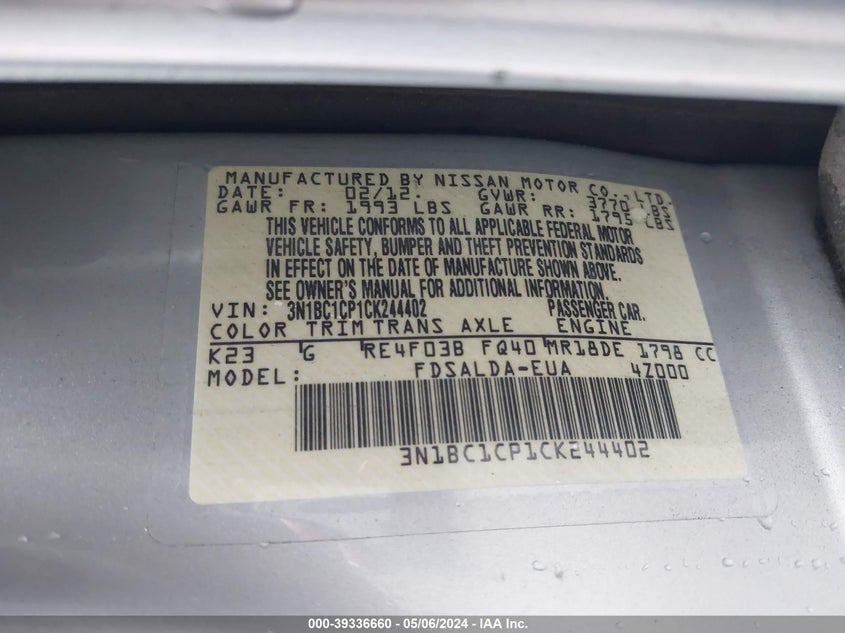 MANUFACTURED BY NISSAN MOTOR CO., LTD.
DATE: 02/12. GVWR: 3770 LBS
GAWR FR: 1993 LBS GAWR RR: 1795 LBS
THIS VEHICLE CONFORMS TO ALL APPLICABLE FEDERAL MOTOR
VEHICLE SAFETY, BUMPER AND THEFT PREVENTION STANDARDS
IN EFFECT ON THE DATE OF MANUFACTURE SHOWN ABOVE.
SEE OWNER'S MANUAL FOR ADDITIONAL INFORMATION.
VIN: 3N1BC1CP1CK244402 PASSENGER CAR.
COLOR TRIM TRANS AXLE ENGINE
K23 G RE4F03B FQ40 MR18DE 1798 CC
MODEL: FDSALDA-EUA 4Z000
3N1BC1CP1CK244402
000-39336660 - 05/06/2024 - IAA Inc.